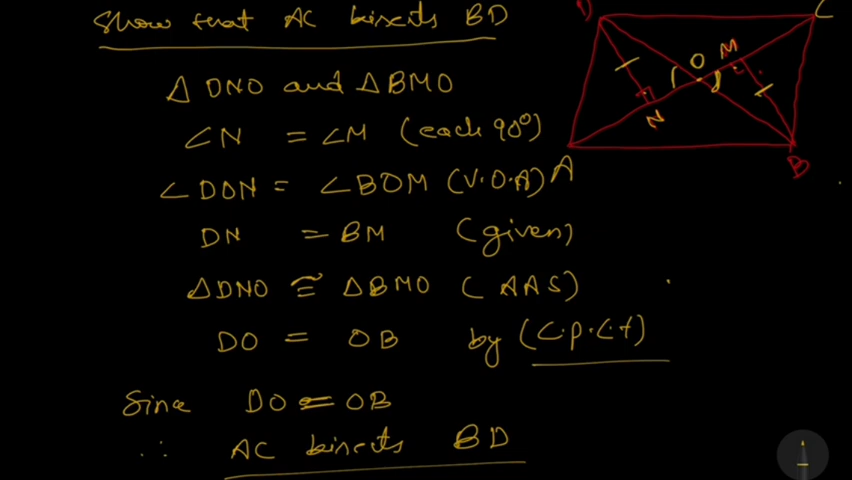 Show that AC bisects BD
△ DNO and △BMO
∠N = ∠M (each 90°)
∠DON = ∠BOM (V.O.A)
DN = BM (given)
△DNO ≅ △BMO (AAS)
DO = OB by (C.p.C.t)
Since DO = OB
∴ AC bisects BD
D
C
O
M
N
A
B